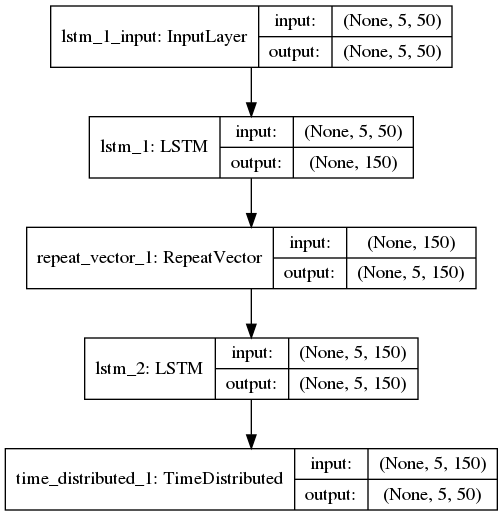 lstm_1_input: InputLayer
input: (None, 5, 50)
output: (None, 5, 50)
lstm_1: LSTM
input: (None, 5, 50)
output: (None, 150)
repeat_vector_1: RepeatVector
input: (None, 150)
output: (None, 5, 150)
lstm_2: LSTM
input: (None, 5, 150)
output: (None, 5, 150)
time_distributed_1: TimeDistributed
input: (None, 5, 150)
output: (None, 5, 50)